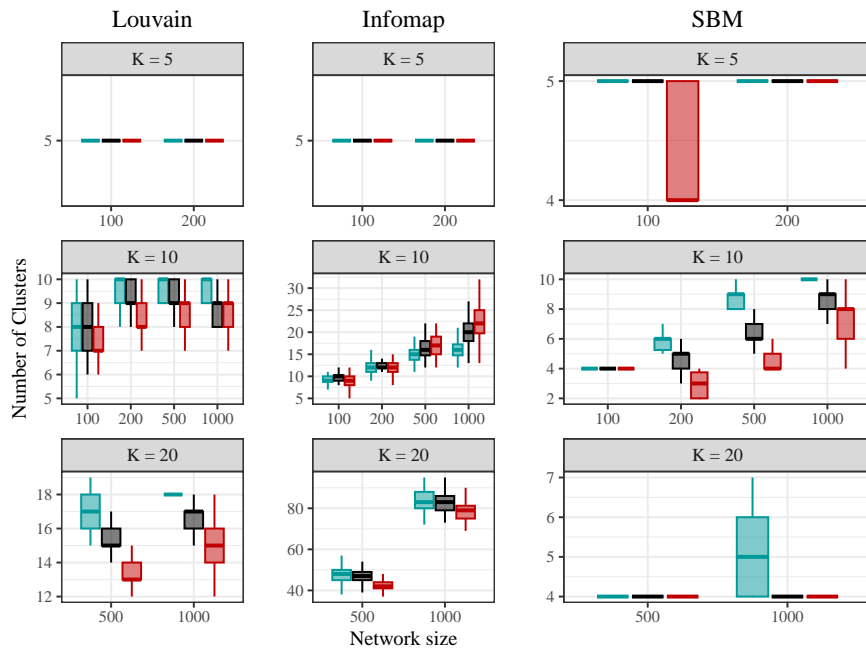 Louvain Infomap SBM
K = 5 K = 5 K = 5
5 5 5
4
100 200 100 200 100 200
K = 10 K = 10 K = 10
Number of Clusters
10 30 10
9 25
8 20 8
7 15 6
6 10 4
5 5 2
100 200 500 1000 100 200 500 1000 100 200 500 1000
K = 20 K = 20 K = 20
18 80 7
16 60 6
14 5
12 40 4
500 1000 500 1000 500 1000
Network size